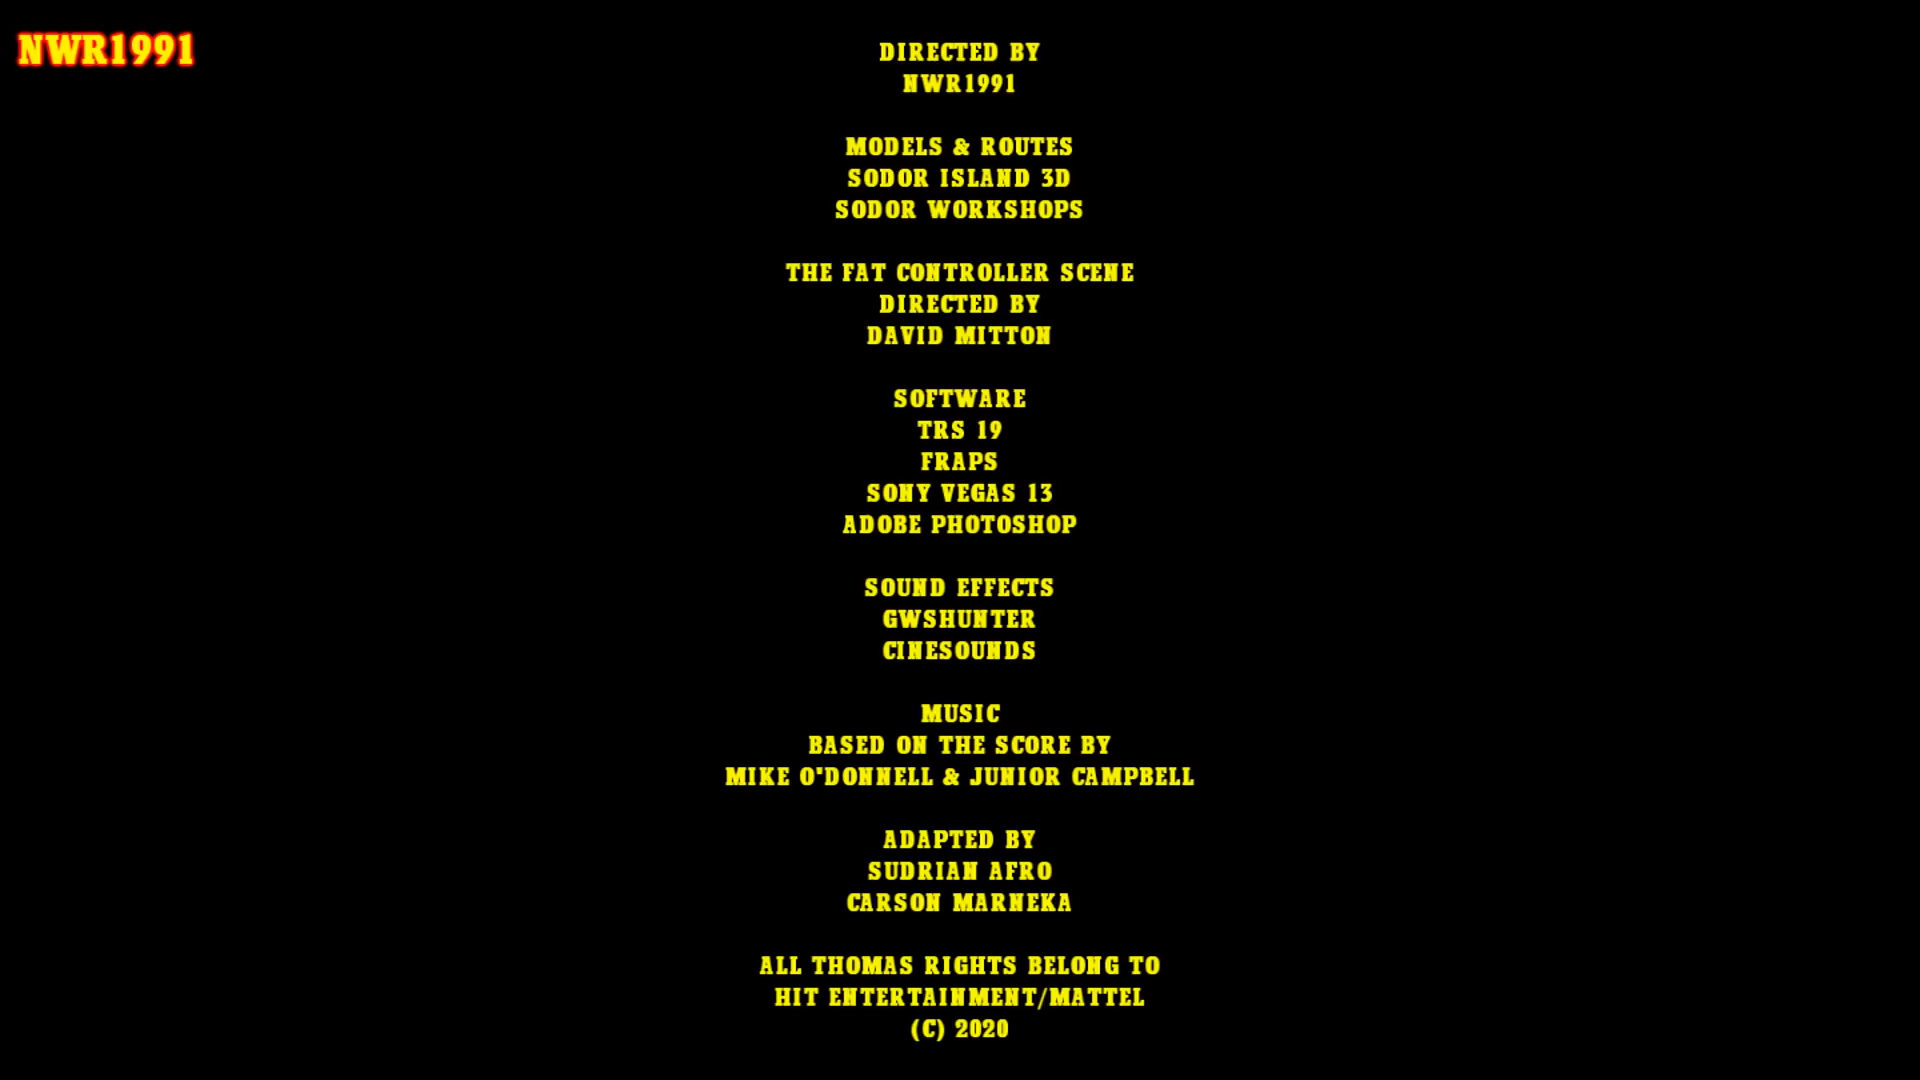 NWR1991
DIRECTED BY
NWR1991
MODELS & ROUTES
SODOR ISLAND 3D
SODOR WORKSHOPS
THE FAT CONTROLLER SCENE
DIRECTED BY
DAVID MITTON
SOFTWARE
TRS 19
FRAPS
SONY VEGAS 13
ADOBE PHOTOSHOP
SOUND EFFECTS
GWSHUNTER
CINESOUNDS
MUSIC
BASED ON THE SCORE BY
MIKE O'DONNELL & JUNIOR CAMPBELL
ADAPTED BY
SUDRIAN AFRO
CARSON MARNEKA
ALL THOMAS RIGHTS BELONG TO
HIT ENTERTAINMENT/MATTEL
(C) 2020